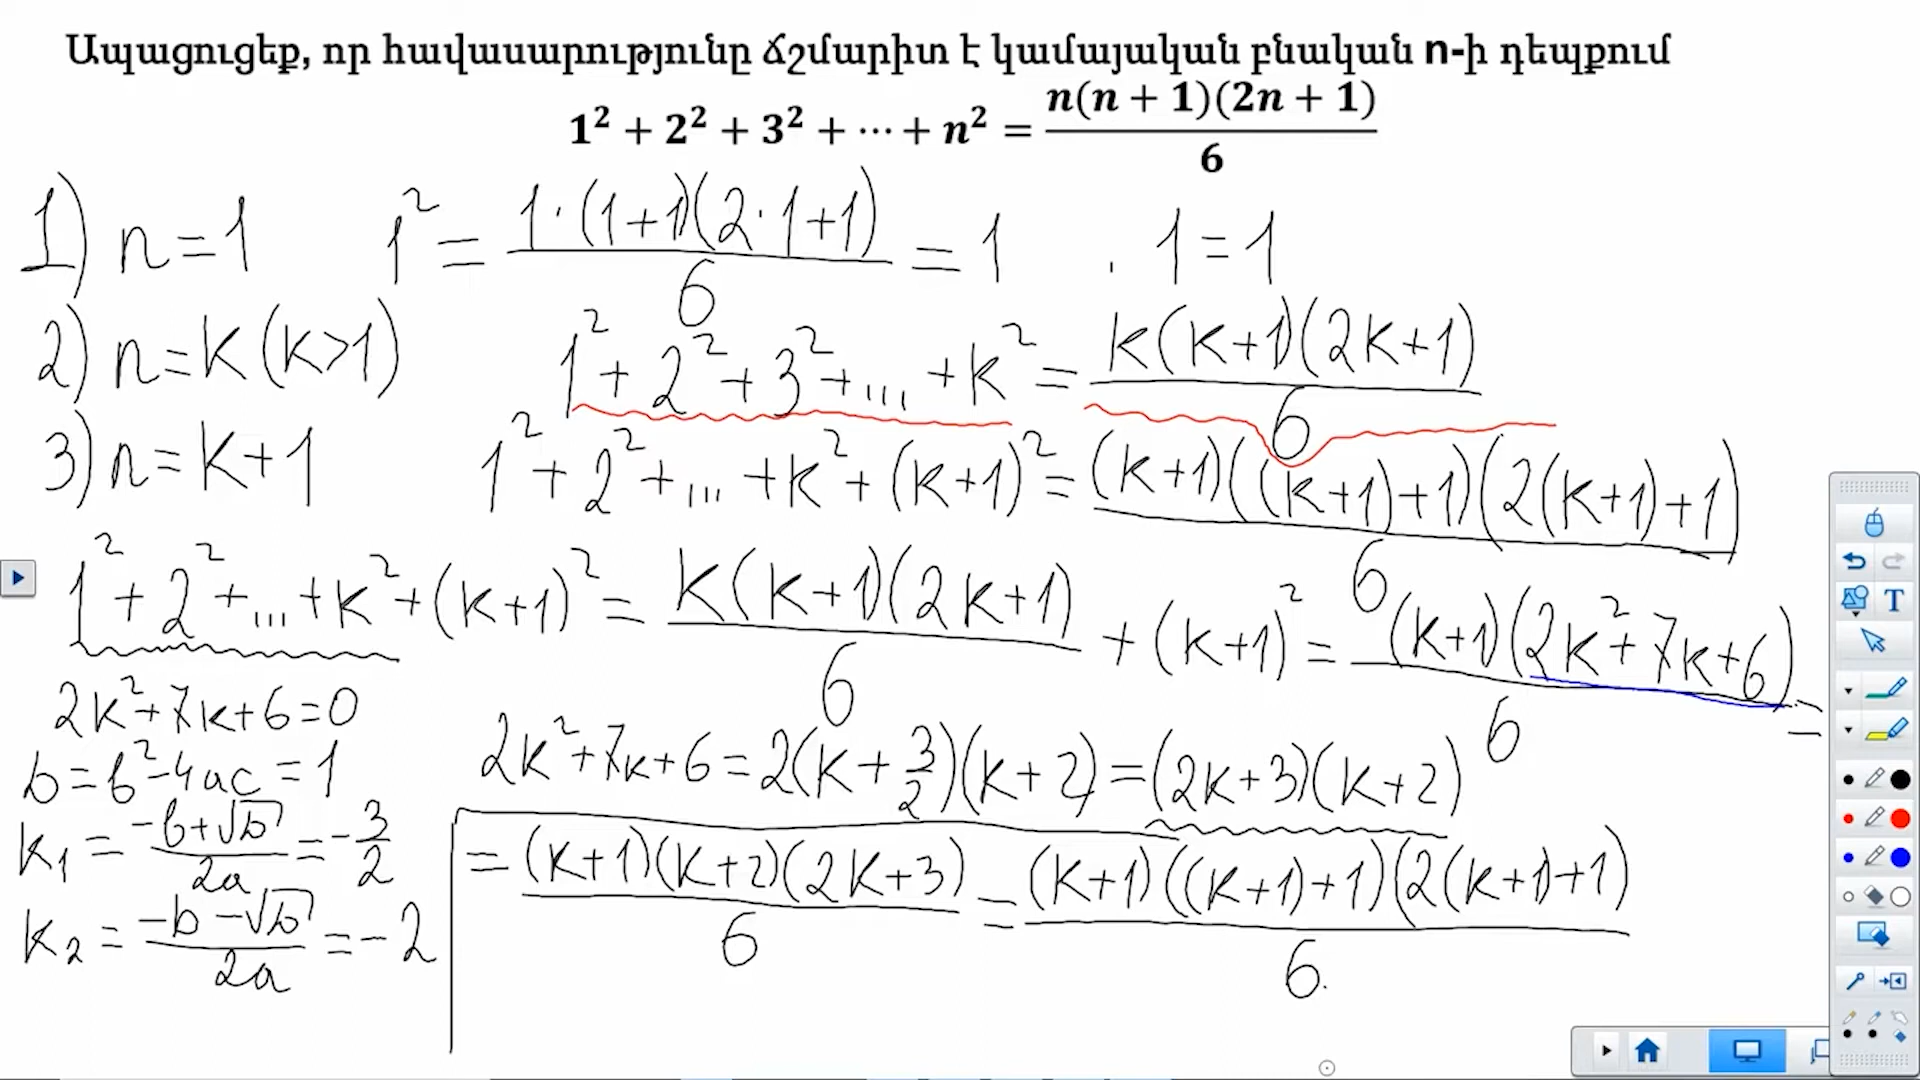 Ապացուցեք, որ հավասարությունը ճշմարիտ է կամայական բնական n-ի դեպքում
1² + 2² + 3² + ⋯ + n² = n(n + 1)(2n + 1) / 6
1) n = 1 1² = 1·(1+1)(2·1+1) / 6 = 1 . 1 = 1
2) n = k (k>1) 1² + 2² + 3² + ... + k² = k(k+1)(2k+1) / 6
3) n = k+1 1² + 2² + ... + k² + (k+1)² = (k+1)((k+1)+1)(2(k+1)+1) / 6
1² + 2² + ... + k² + (k+1)² = k(k+1)(2k+1) / 6 + (k+1)² = (k+1)(2k²+7k+6) / 6 =
2k²+7k+6=0
D = b²-4ac = 1
k₁ = -b+√D / 2a = -3/2
k₂ = -b-√D / 2a = -2
2k²+7k+6 = 2(k+3/2)(k+2) = (2k+3)(k+2)
= (k+1)(k+2)(2k+3) / 6 = (k+1)((k+1)+1)(2(k+1)+1) / 6.
T